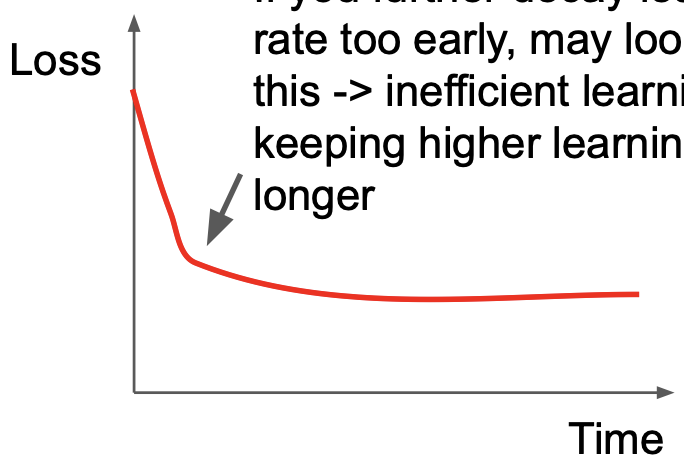 Loss
rate too early, may loo
this -> inefficient learni
keeping higher learnin
longer
Time